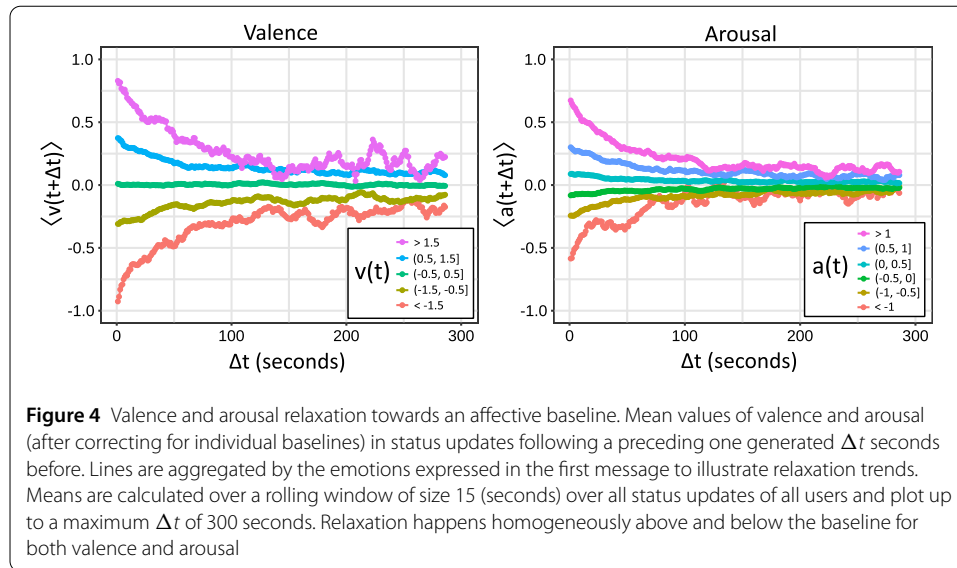 Valence
Arousal
1.0
0.5
0.0
-0.5
-1.0
⟨v(t+Δt)⟩
0
100
200
300
Δt (seconds)
v(t)
> 1.5
(0.5, 1.5]
(-0.5, 0.5]
(-1.5, -0.5]
< -1.5
1.0
0.5
0.0
-0.5
-1.0
⟨a(t+Δt)⟩
0
100
200
300
Δt (seconds)
a(t)
> 1
(0.5, 1]
(0, 0.5]
(-0.5, 0]
(-1, -0.5]
< -1
Figure 4 Valence and arousal relaxation towards an affective baseline. Mean values of valence and arousal
(after correcting for individual baselines) in status updates following a preceding one generated Δt seconds
before. Lines are aggregated by the emotions expressed in the first message to illustrate relaxation trends.
Means are calculated over a rolling window of size 15 (seconds) over all status updates of all users and plot up
to a maximum Δt of 300 seconds. Relaxation happens homogeneously above and below the baseline for
both valence and arousal